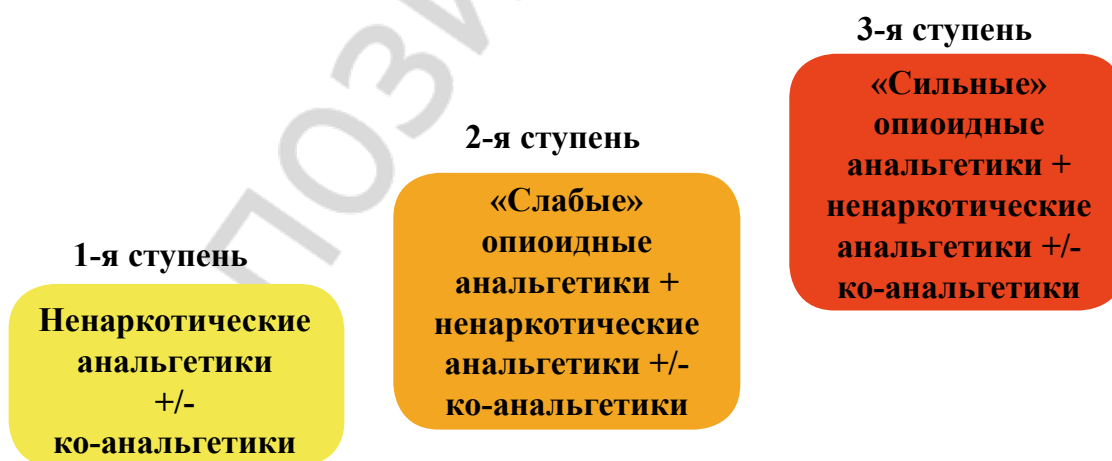 3-я ступень
«Сильные»
опиоидные
анальгетики +
ненаркотические
анальгетики +/-
ко-анальгетики
2-я ступень
«Слабые»
опиоидные
анальгетики +
ненаркотические
анальгетики +/-
ко-анальгетики
1-я ступень
Ненаркотические
анальгетики
+/-
ко-анальгетики